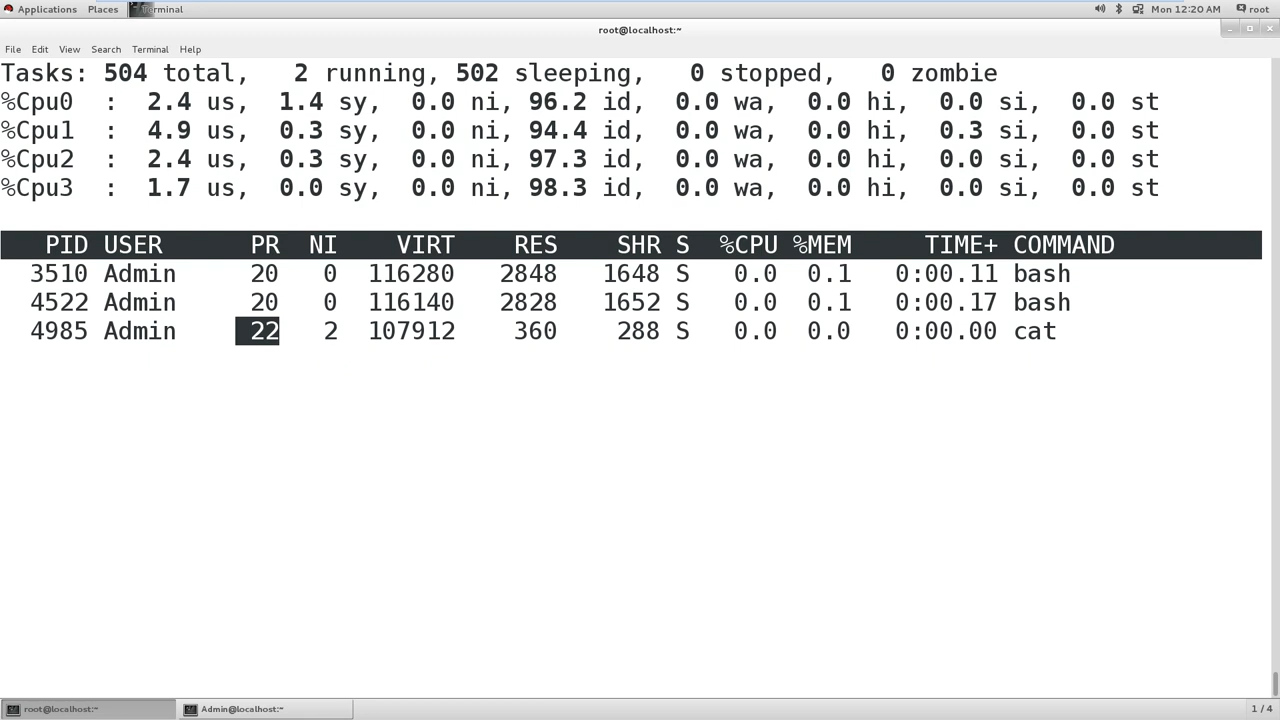 Applications Places Terminal Mon 12:20 AM root
root@localhost:~
File Edit View Search Terminal Help
Tasks: 504 total, 2 running, 502 sleeping, 0 stopped, 0 zombie
%Cpu0 : 2.4 us, 1.4 sy, 0.0 ni, 96.2 id, 0.0 wa, 0.0 hi, 0.0 si, 0.0 st
%Cpu1 : 4.9 us, 0.3 sy, 0.0 ni, 94.4 id, 0.0 wa, 0.0 hi, 0.3 si, 0.0 st
%Cpu2 : 2.4 us, 0.3 sy, 0.0 ni, 97.3 id, 0.0 wa, 0.0 hi, 0.0 si, 0.0 st
%Cpu3 : 1.7 us, 0.0 sy, 0.0 ni, 98.3 id, 0.0 wa, 0.0 hi, 0.0 si, 0.0 st
PID USER PR NI VIRT RES SHR S %CPU %MEM TIME+ COMMAND
3510 Admin 20 0 116280 2848 1648 S 0.0 0.1 0:00.11 bash
4522 Admin 20 0 116140 2828 1652 S 0.0 0.1 0:00.17 bash
4985 Admin 22 2 107912 360 288 S 0.0 0.0 0:00.00 cat
root@localhost:~ Admin@localhost:~ 1 / 4